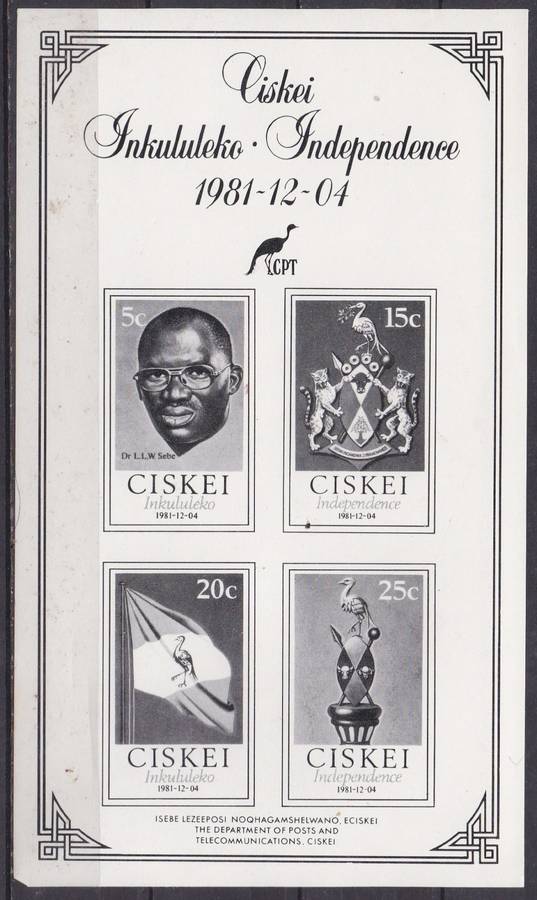 Ciskei
Inkululeko · Independence
1981-12-04
CPT
5c
Dr L.L.W. Sebe
CISKEI
Inkululeko
1981-12-04
15c
CISKEI
Independence
1981-12-04
20c
CISKEI
Inkululeko
1981-12-04
25c
CISKEI
Independence
1981-12-04
ISEBE LEZEEPOSI NOQHAGAMSHELWANO, ECISKEI
THE DEPARTMENT OF POSTS AND
TELECOMMUNICATIONS, CISKEI